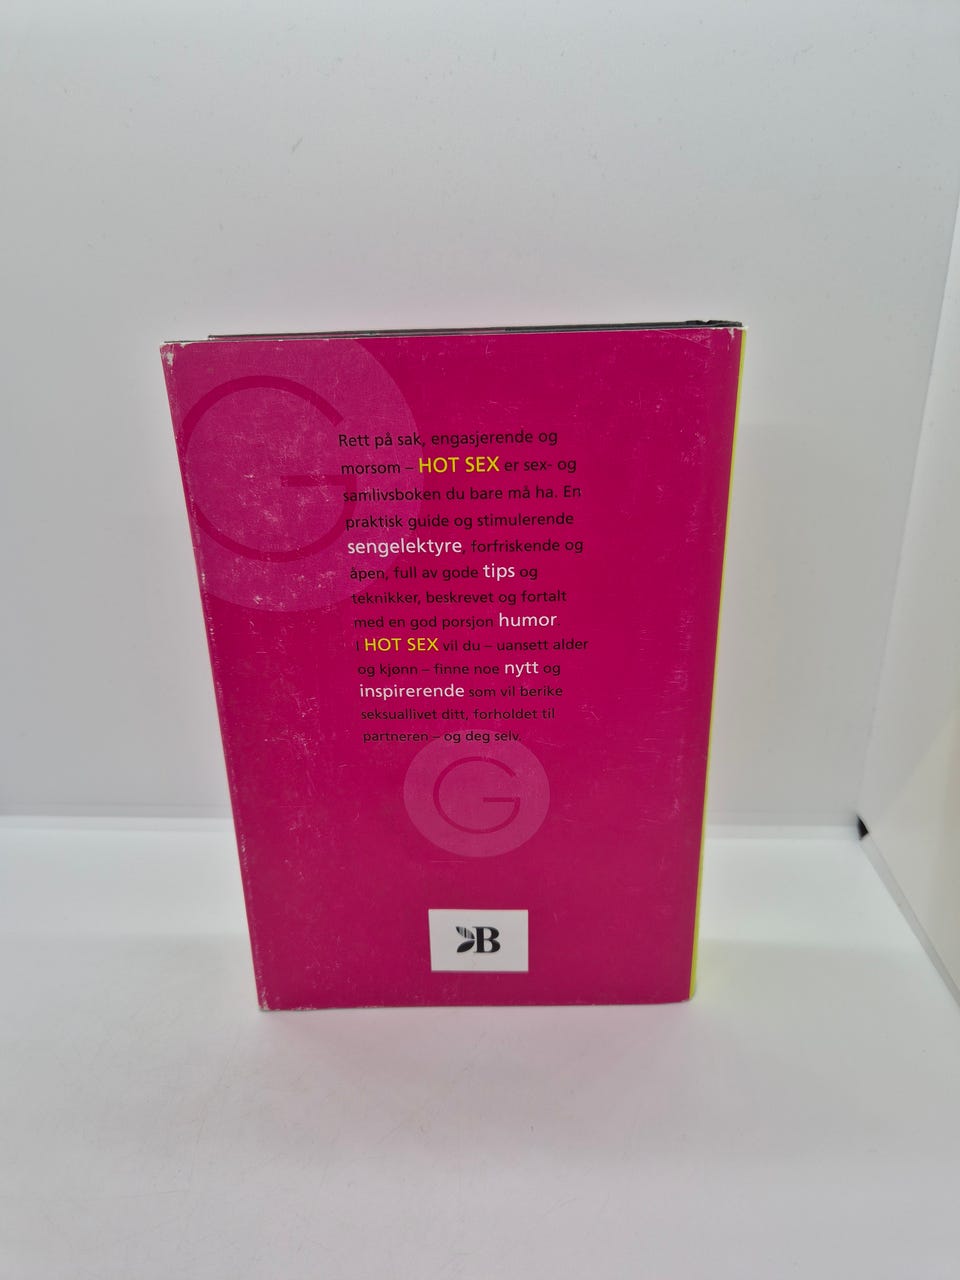 G
Rett på sak, engasjerende og
morsom – HOT SEX er sex- og
samlivsboken du bare må ha. En
praktisk guide og stimulerende
sengelektyre, forfriskende og
åpen, full av gode tips og
teknikker, beskrevet og fortalt
med en god porsjon humor
I HOT SEX vil du – uansett alder
og kjønn – finne noe nytt og
inspirerende som vil berike
seksuallivet ditt, forholdet til
partneren – og deg selv.
G
B